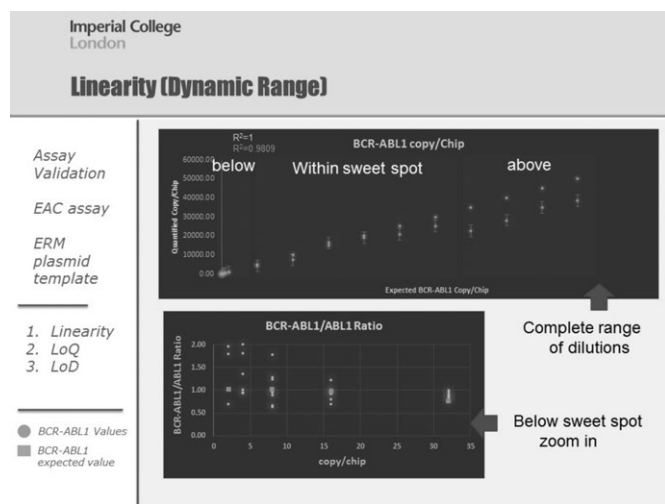 Imperial College
London
Linearity (Dynamic Range)
Assay
Validation
EAC assay
ERM
plasmid
template
1. Linearity
2. LoQ
3. LoD
BCR-ABL1 Values
BCR-ABL1
expected value
R²=1
R²=0.9809
BCR-ABL1 copy/Chip
below
Within sweet spot
above
Quantified Copy/Chip
60000.00
50000.00
40000.00
30000.00
20000.00
10000.00
0.00
Expected BCR-ABL1 Copy/Chip
Complete range
of dilutions
BCR-ABL1/ABL1 Ratio
BCR-ABL1/ABL1 Ratio
2.00
1.50
1.00
0.50
0.00
0 5 10 15 20 25 30 35
copy/chip
Below sweet spot
zoom in